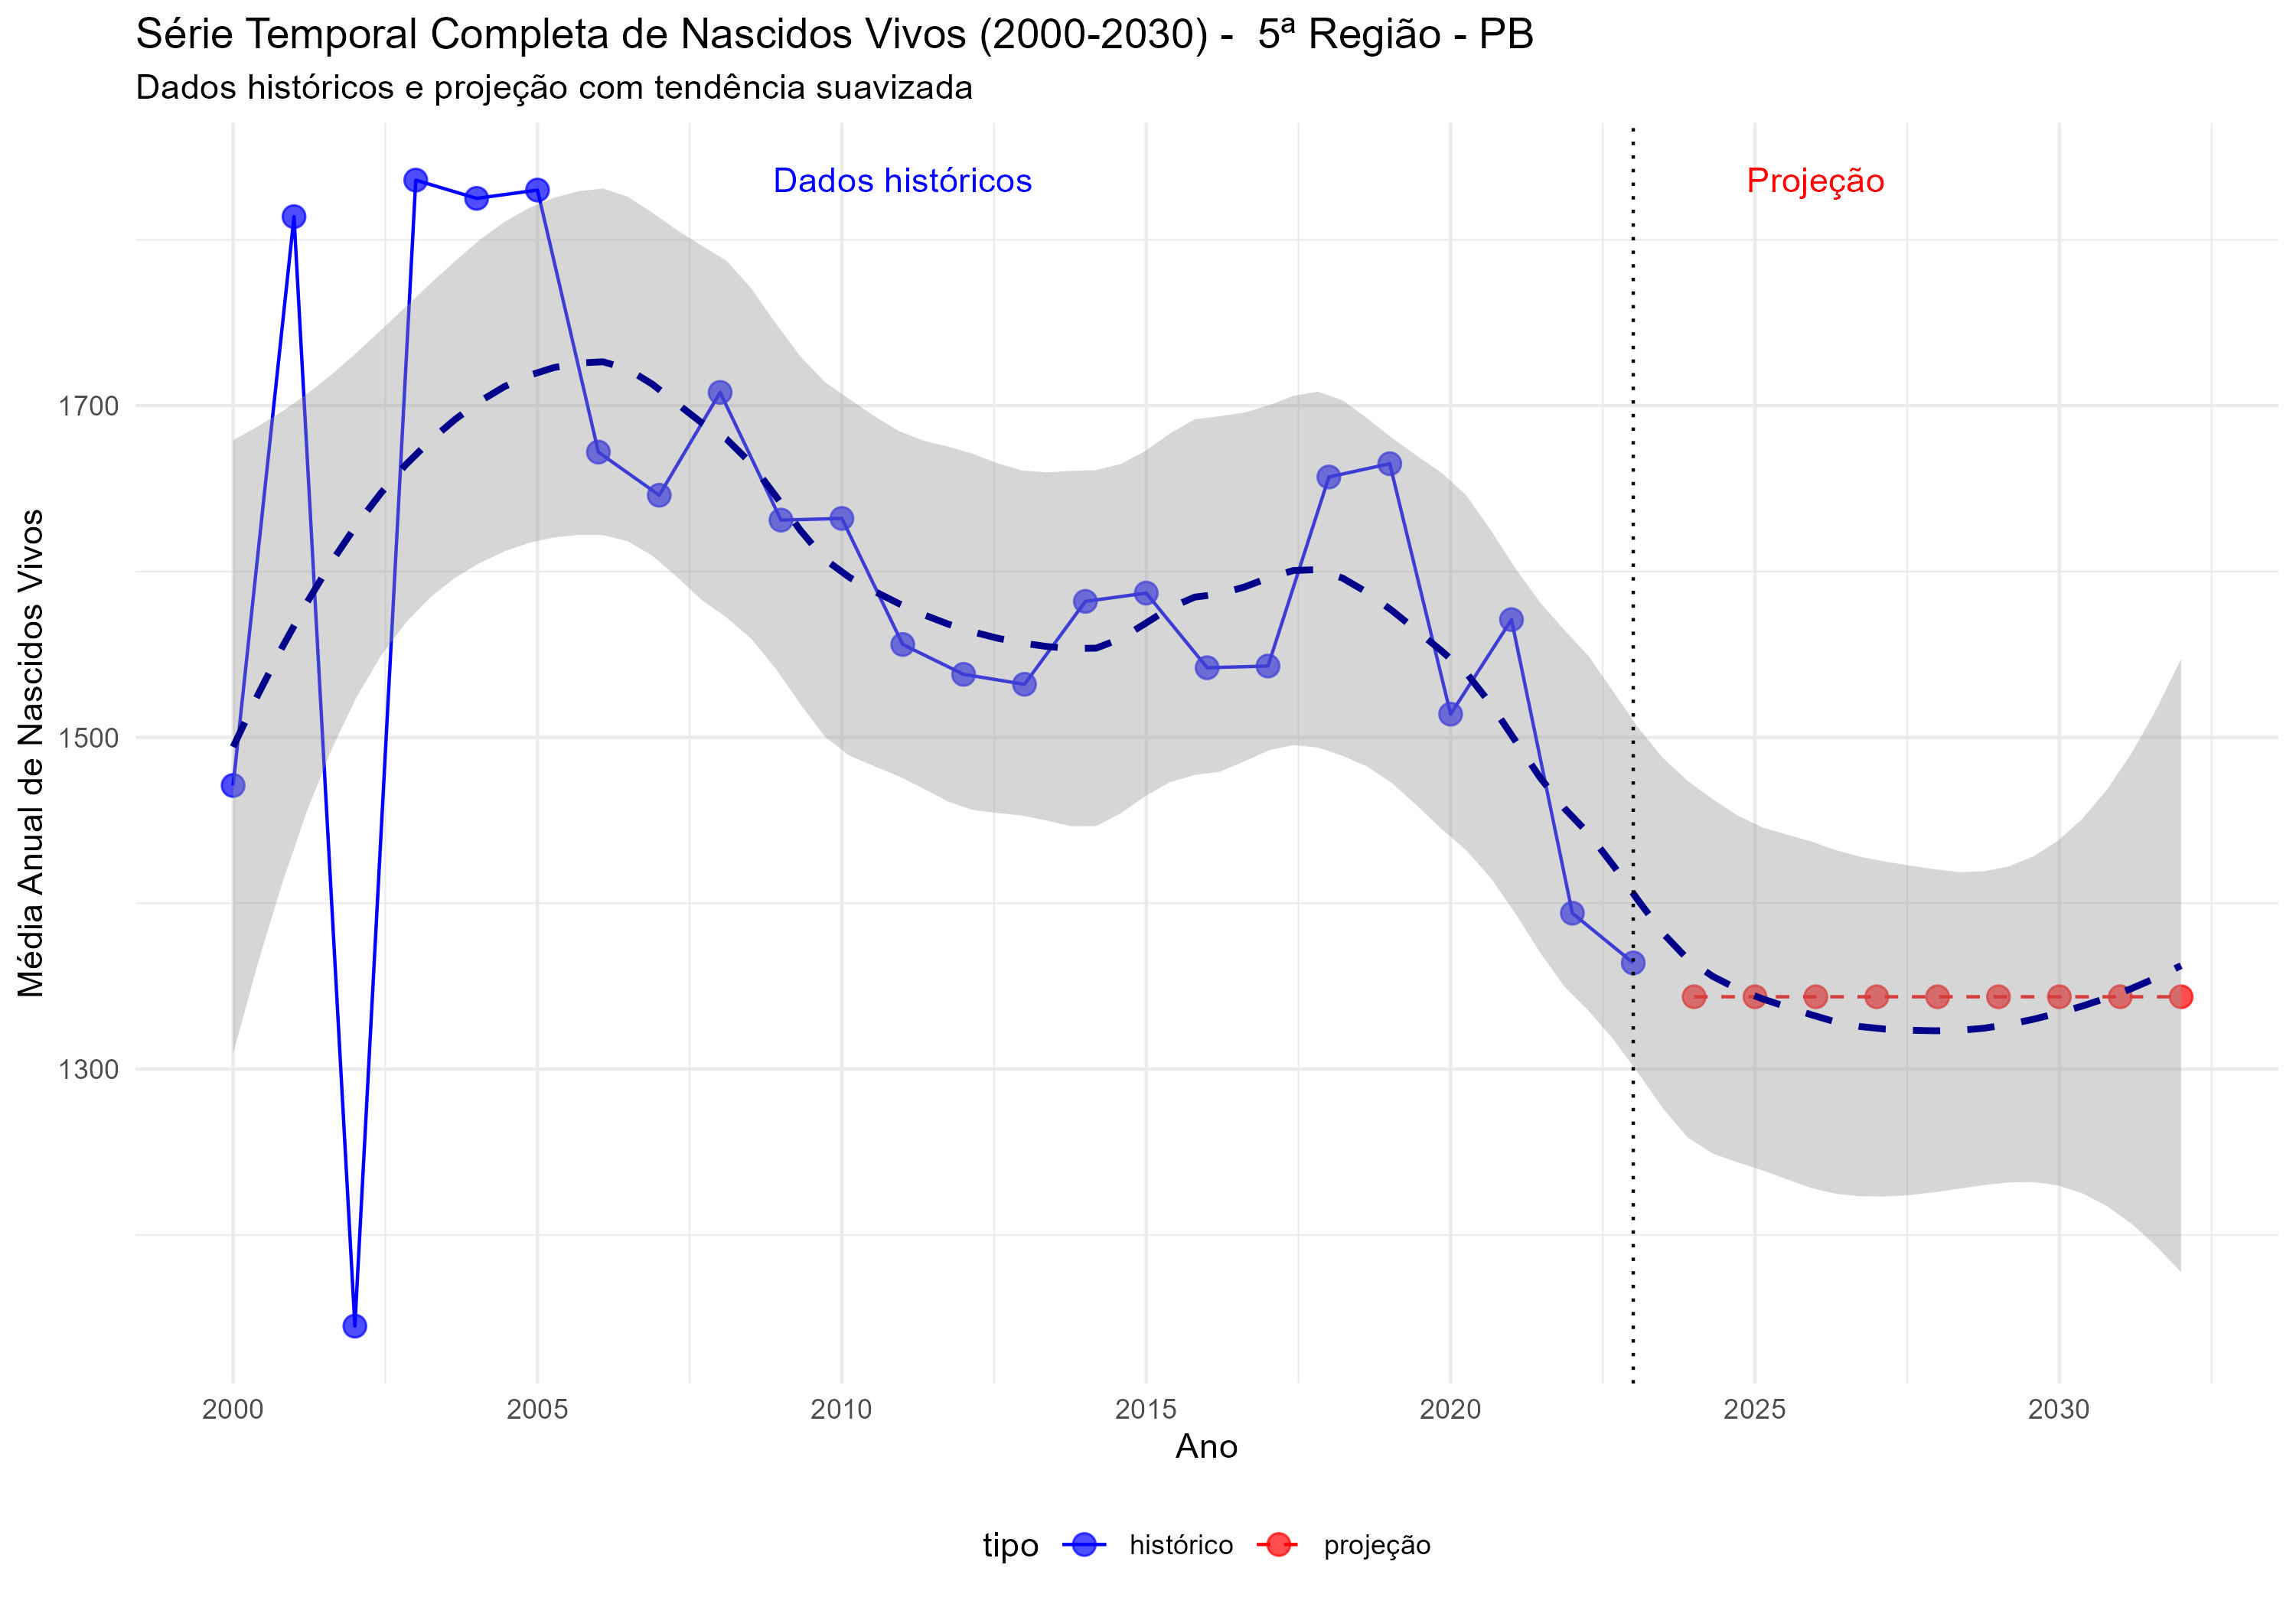 Série Temporal Completa de Nascidos Vivos (2000-2030) -  5ª Região - PB
Dados históricos e projeção com tendência suavizada
Dados históricos
Projeção
Média Anual de Nascidos Vivos
1700
1500
1300
2000
2005
2010
2015
2020
2025
2030
Ano
tipo
histórico
projeção